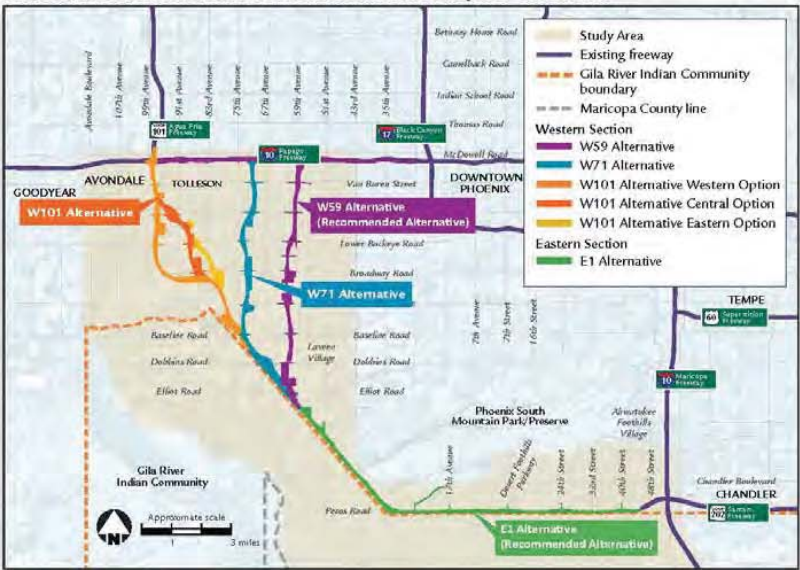 Avondale Boulevard
107th Avenue
99th Avenue
91st Avenue
83rd Avenue
75th Avenue
67th Avenue
59th Avenue
51st Avenue
43rd Avenue
35th Avenue
Bethany Home Road
Camelback Road
Indian School Road
Thomas Road
McDowell Road
LOOP
101
Agua Fria
Freeway
17
Black Canyon
Freeway
10
Papago
Freeway
Study Area
Existing freeway
Gila River Indian Community
boundary
Maricopa County line
Western Section
W59 Alternative
W71 Alternative
W101 Alternative Western Option
W101 Alternative Central Option
W101 Alternative Eastern Option
Eastern Section
E1 Alternative
GOODYEAR
AVONDALE
TOLLESON
Van Buren Street
DOWNTOWN
PHOENIX
W101 Alternative
W59 Alternative
(Recommended Alternative)
Lower Buckeye Road
Broadway Road
W71 Alternative
Baseline Road
Dobbins Road
Elliot Road
Laveen
Village
Baseline Road
Dobbins Road
Elliot Road
7th Avenue
7th Street
16th Street
TEMPE
60
Superstition
Freeway
10
Maricopa
Freeway
Phoenix South
Mountain Park/Preserve
Ahwatukee
Foothills
Village
Gila River
Indian Community
17th Avenue
Desert Foothills
Parkway
24th Street
32nd Street
40th Street
48th Street
Chandler Boulevard
CHANDLER
LOOP
202
Santan
Freeway
Pecos Road
E1 Alternative
(Recommended Alternative)
N
Approximate scale
1
3 miles